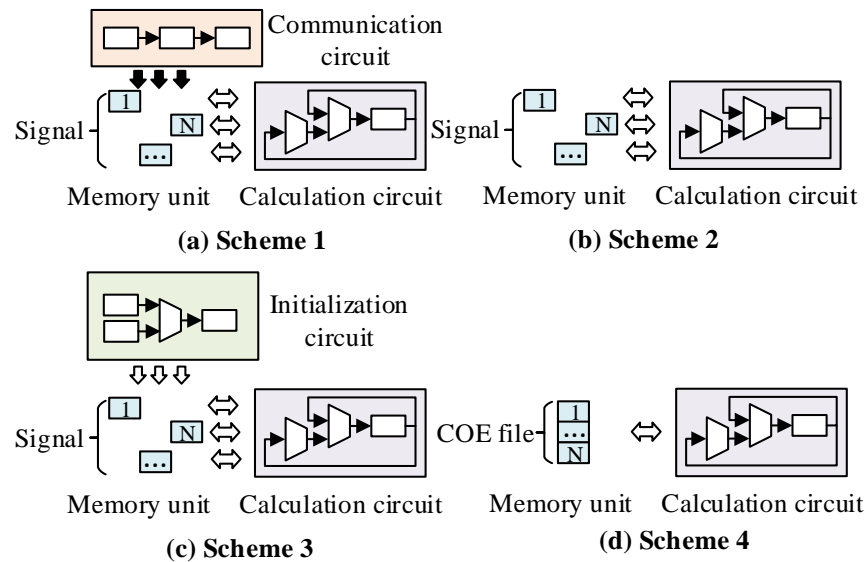 Communication
circuit
Signal
1
N
...
Memory unit
Calculation circuit
(a) Scheme 1
Signal
1
N
...
Memory unit
Calculation circuit
(b) Scheme 2
Initialization
circuit
Signal
1
N
...
Memory unit
Calculation circuit
(c) Scheme 3
COE file
1
...
N
Memory unit
Calculation circuit
(d) Scheme 4